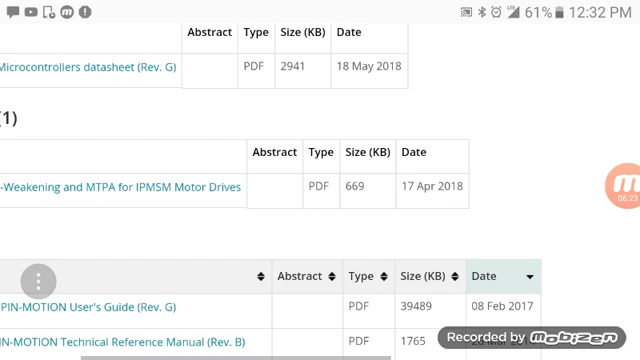 61% 12:32 PM
Abstract Type Size (KB) Date
Microcontrollers datasheet (Rev. G) PDF 2941 18 May 2018
(1)
Abstract Type Size (KB) Date
-Weakening and MTPA for IPMSM Motor Drives PDF 669 17 Apr 2018
06:23
Abstract Type Size (KB) Date
PIN-MOTION User's Guide (Rev. G) PDF 39489 08 Feb 2017
IN-MOTION Technical Reference Manual (Rev. B) PDF 1765
Recorded by Mobizen